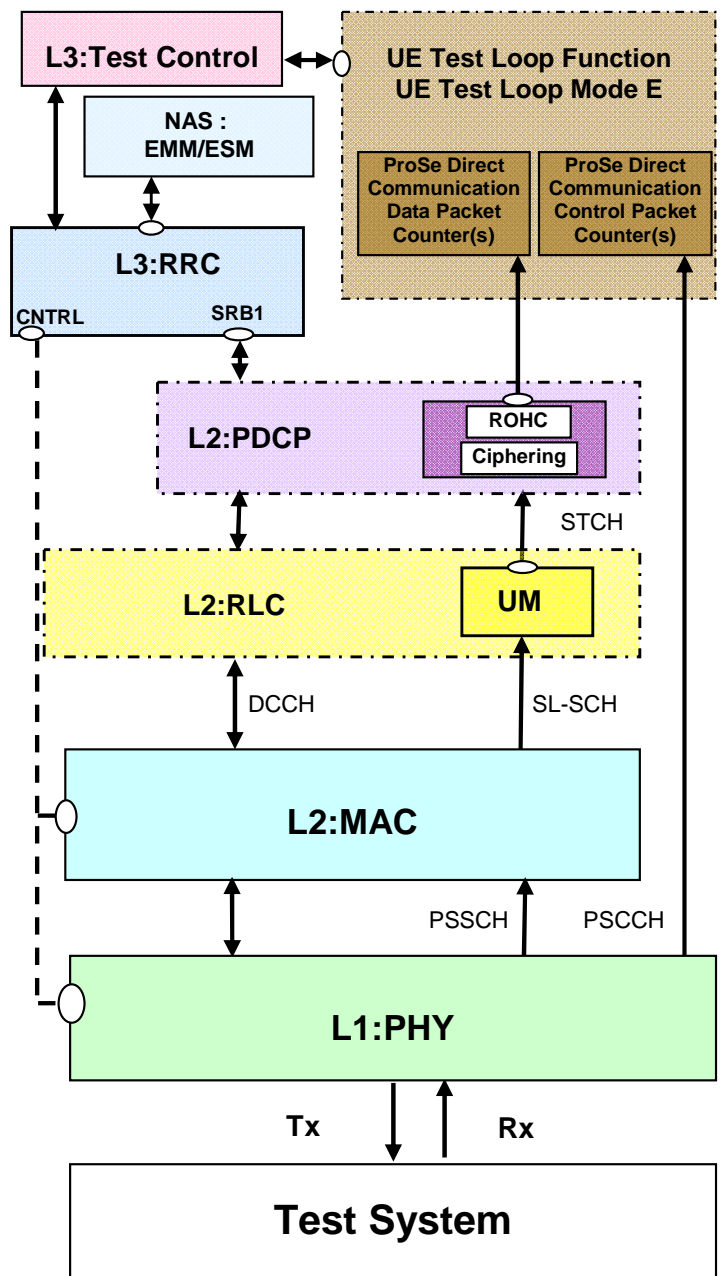 L3:Test Control
UE Test Loop Function
UE Test Loop Mode E
NAS :
EMM/ESM
ProSe Direct
Communication
Data Packet
Counter(s)
ProSe Direct
Communication
Control Packet
Counter(s)
L3:RRC
CNTRL
SRB1
L2:PDCP
ROHC
Ciphering
STCH
L2:RLC
UM
DCCH
SL-SCH
L2:MAC
PSSCH
PSCCH
L1:PHY
Tx
Rx
Test System